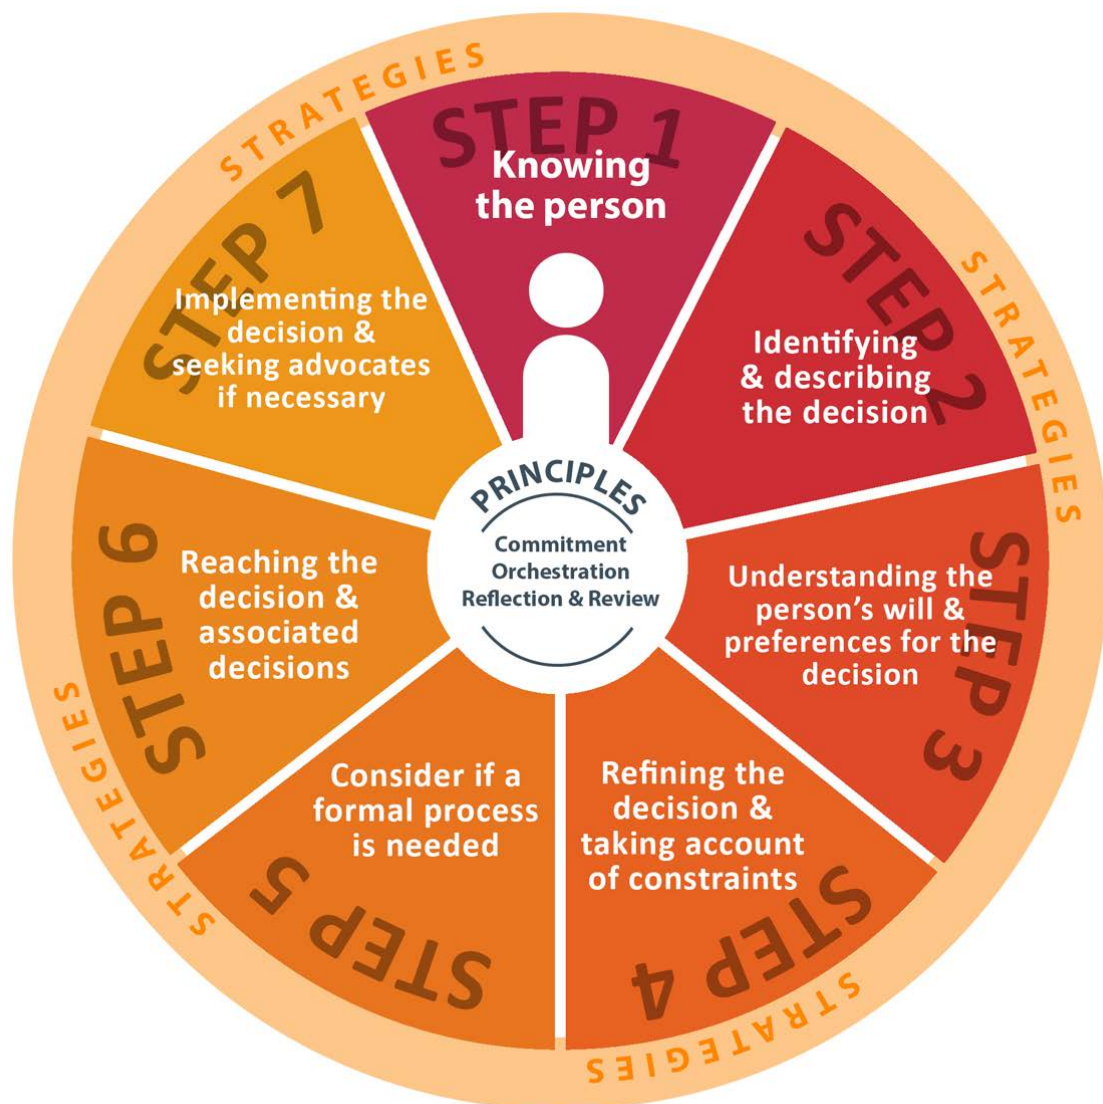 STRATEGIES
STEP 1
Knowing
the person
STEP 2
Identifying
& describing
the decision
STRATEGIES
STEP 3
Understanding the
person’s will &
preferences for the
decision
STEP 4
Refining the
decision &
taking account
of constraints
STRATEGIES
STEP 5
Consider if a
formal process
is needed
STEP 6
Reaching the
decision &
associated
decisions
STRATEGIES
STEP 7
Implementing the
decision &
seeking advocates
if necessary
PRINCIPLES
Commitment
Orchestration
Reflection & Review